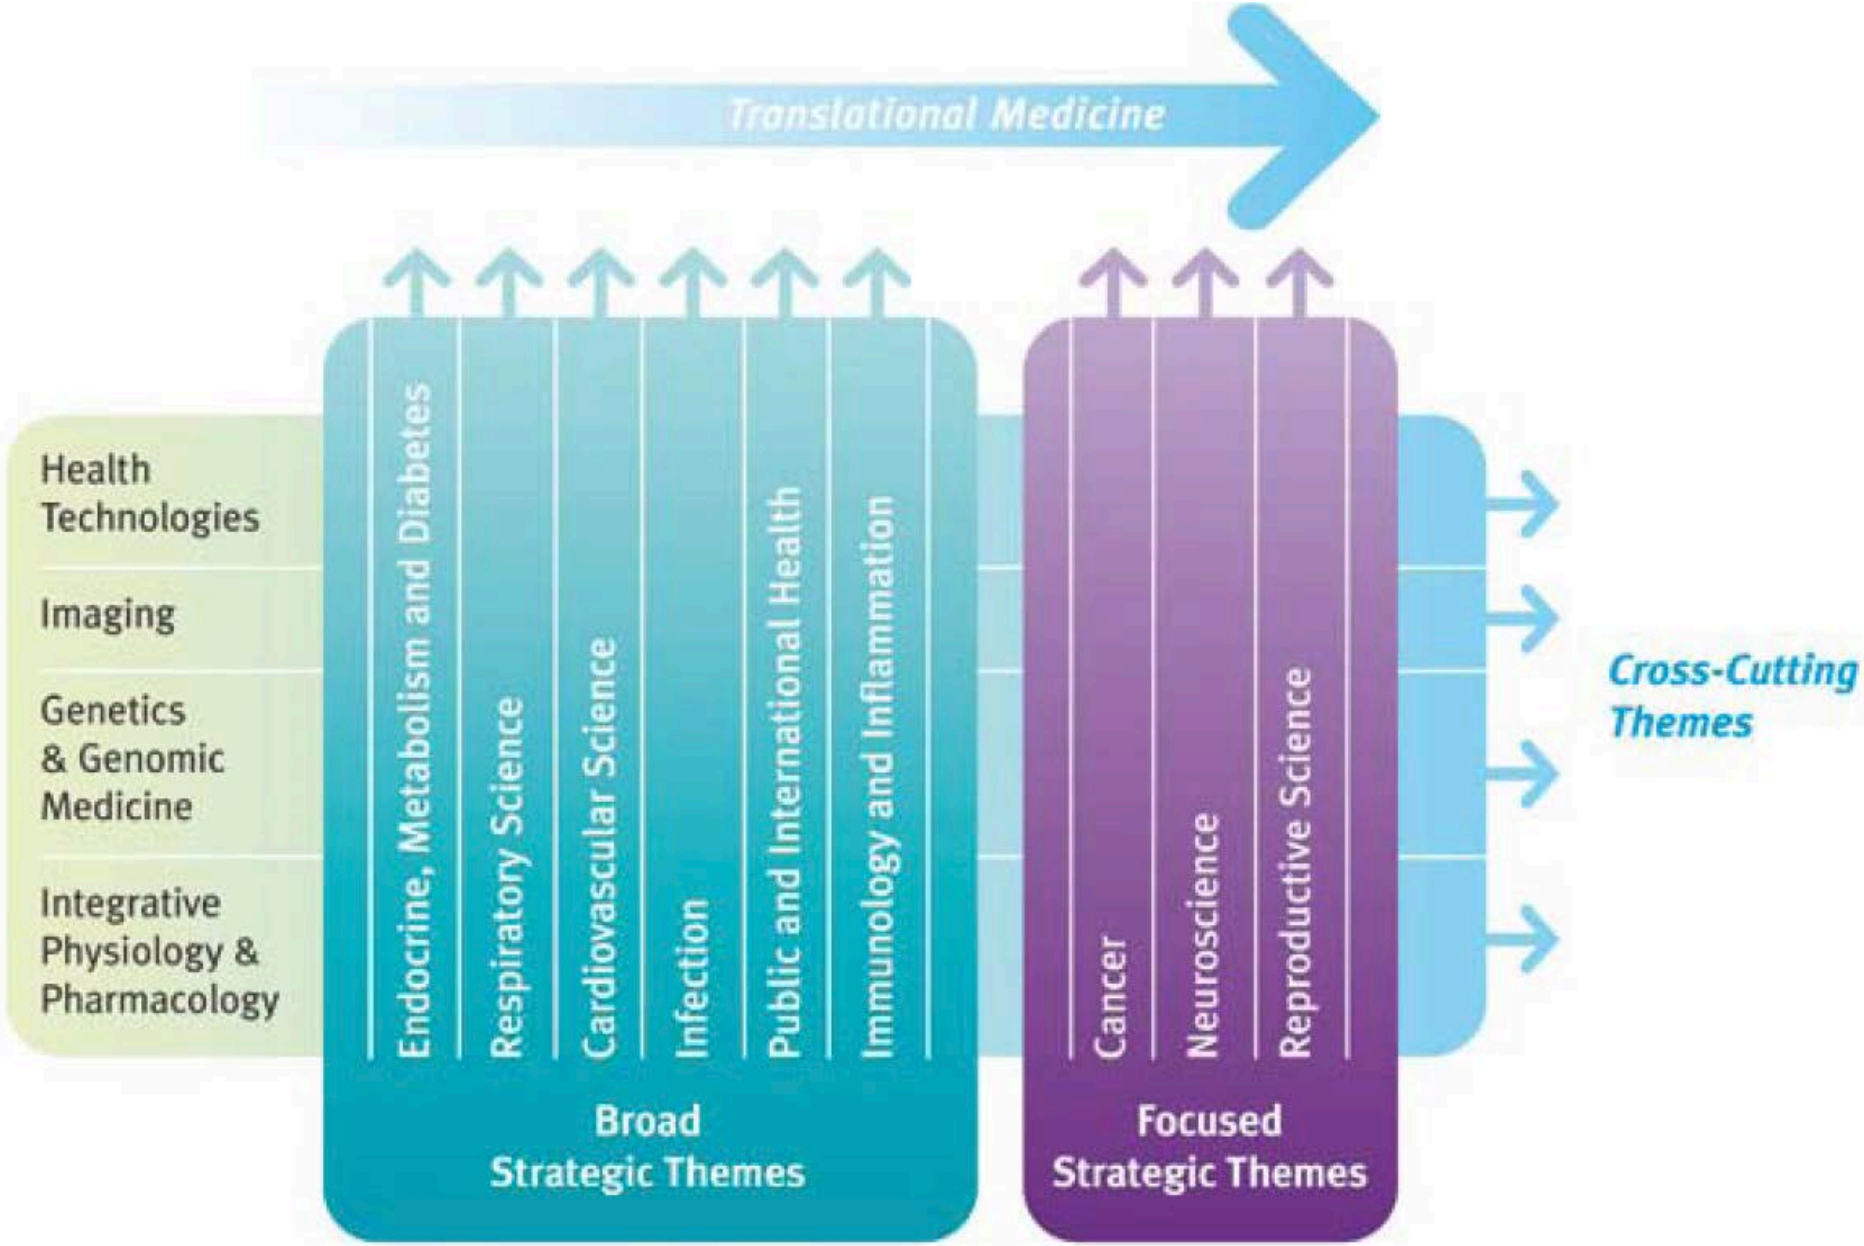 Translational Medicine
Health
Technologies
Imaging
Genetics
& Genomic
Medicine
Integrative
Physiology &
Pharmacology
Endocrine, Metabolism and Diabetes
Respiratory Science
Cardiovascular Science
Infection
Public and International Health
Immunology and Inflammation
Broad
Strategic Themes
Cancer
Neuroscience
Reproductive Science
Focused
Strategic Themes
Cross-Cutting
Themes